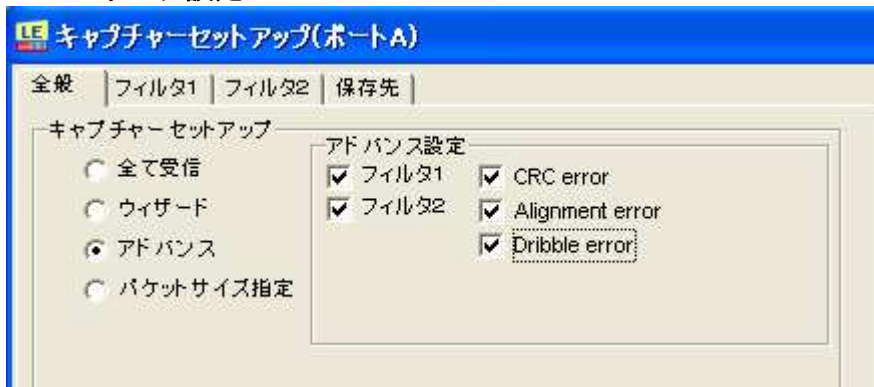 LE キャプチャーセットアップ(ポートA)
全般 フィルタ1 フィルタ2 保存先
キャプチャーセットアップ
全て受信
ウィザード
アドバンス
パケットサイズ指定
アドバンス設定
フィルタ1 CRC error
フィルタ2 Alignment error
Dribble error